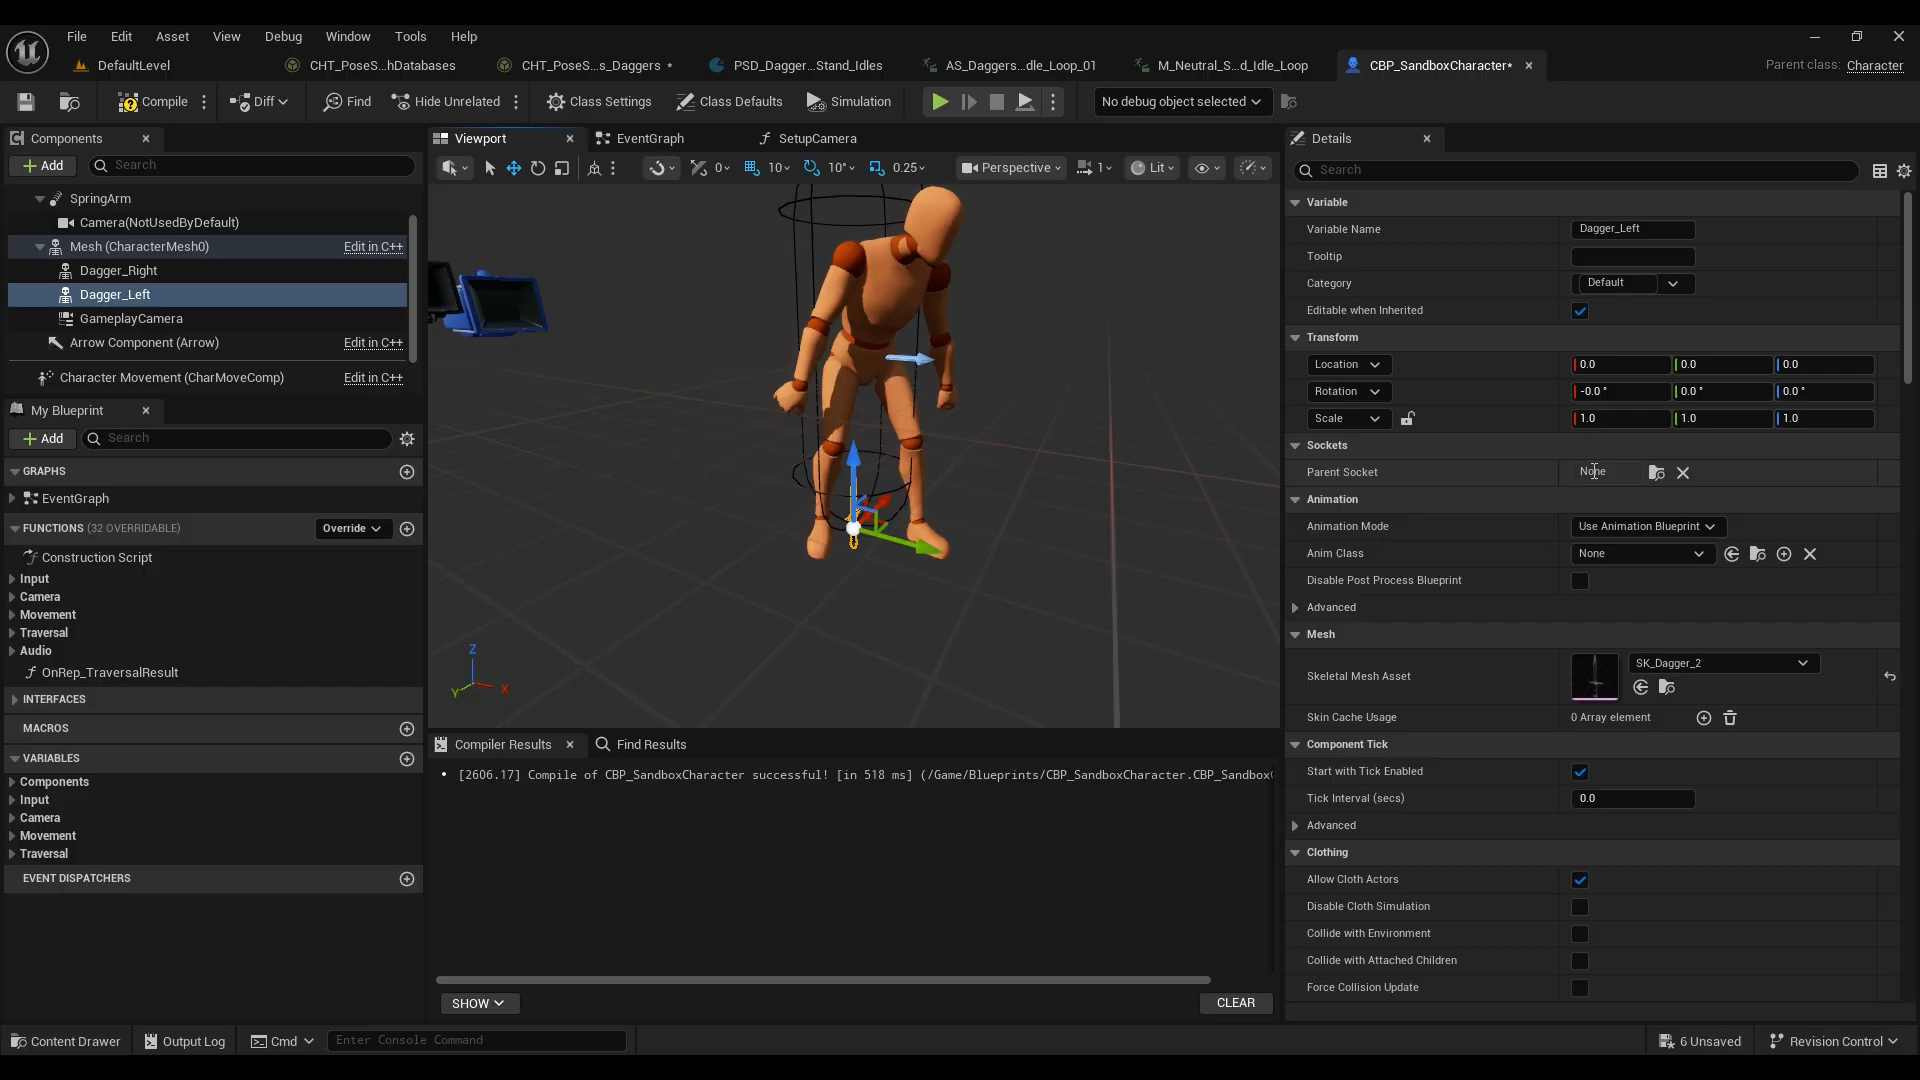 File Edit Asset View Debug Window Tools Help
DefaultLevel CHT_PoseS...hDatabases CHT_PoseS...s_Daggers * PSD_Dagger...Stand_Idles AS_Daggers...dle_Loop_01 M_Neutral_S...d_Idle_Loop CBP_SandboxCharacter* Parent class: Character
Compile Diff Find Hide Unrelated Class Settings Class Defaults Simulation No debug object selected
Components
Add Search
SpringArm
Camera(NotUsedByDefault)
Mesh (CharacterMesh0) Edit in C++
Dagger_Right
Dagger_Left
GameplayCamera
Arrow Component (Arrow) Edit in C++
Character Movement (CharMoveComp) Edit in C++
My Blueprint
Add Search
GRAPHS
EventGraph
FUNCTIONS (32 OVERRIDABLE) Override
Construction Script
Input
Camera
Movement
Traversal
Audio
OnRep_TraversalResult
INTERFACES
MACROS
VARIABLES
Components
Input
Camera
Movement
Traversal
EVENT DISPATCHERS
Viewport EventGraph SetupCamera
0 10 10° 0.25 Perspective 1 Lit
Z
Y X
Compiler Results Find Results
[2606.17] Compile of CBP_SandboxCharacter successful! [in 518 ms] (/Game/Blueprints/CBP_SandboxCharacter.CBP_Sandbox
SHOW CLEAR
Details
Search
Variable
Variable Name Dagger_Left
Tooltip
Category Default
Editable when Inherited
Transform
Location 0.0 0.0 0.0
Rotation -0.0 ° 0.0 ° 0.0 °
Scale 1.0 1.0 1.0
Sockets
Parent Socket None
Animation
Animation Mode Use Animation Blueprint
Anim Class None
Disable Post Process Blueprint
Advanced
Mesh
Skeletal Mesh Asset SK_Dagger_2
Skin Cache Usage 0 Array element
Component Tick
Start with Tick Enabled
Tick Interval (secs) 0.0
Advanced
Clothing
Allow Cloth Actors
Disable Cloth Simulation
Collide with Environment
Collide with Attached Children
Force Collision Update
Content Drawer Output Log Cmd Enter Console Command 6 Unsaved Revision Control